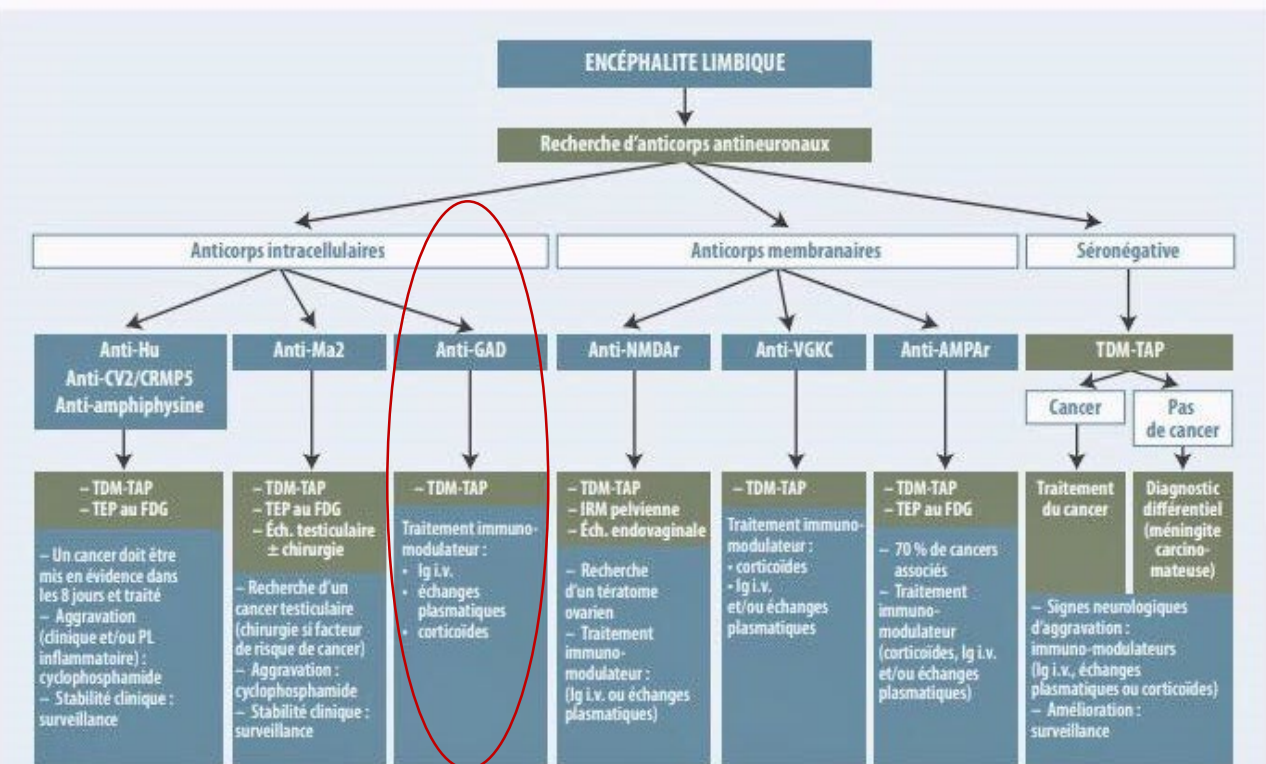 ENCÉPHALITE LIMBIQUE
Recherche d'anticorps antineuronaux
Anticorps intracellulaires
Anticorps membranaires
Séronégative
Anti-Hu
Anti-CV2/CRMP5
Anti-amphiphysine
Anti-Ma2
Anti-GAD
Anti-NMDAr
Anti-VGKC
Anti-AMPAr
TDM-TAP
Cancer
Pas
de cancer
– TDM-TAP
– TEP au FDG
– Un cancer doit être
mis en évidence dans
les 8 jours et traité
– Aggravation
(clinique et/ou PL
inflammatoire) :
cyclophosphamide
– Stabilité clinique :
surveillance
– TDM-TAP
– TEP au FDG
– Éch. testiculaire
± chirurgie
– Recherche d'un
cancer testiculaire
(chirurgie si facteur
de risque de cancer)
– Aggravation :
cyclophosphamide
– Stabilité clinique :
surveillance
– TDM-TAP
Traitement immuno-
modulateur :
• Ig i.v.
• échanges
plasmatiques
• corticoïdes
– TDM-TAP
– IRM pelvienne
– Éch. endovaginale
– Recherche
d'un tératome
ovarien
– Traitement
immuno-
modulateur :
(Ig i.v. ou échanges
plasmatiques)
– TDM-TAP
Traitement immuno-
modulateur :
• corticoïdes
• Ig i.v.
et/ou échanges
plasmatiques
– TDM-TAP
– TEP au FDG
– 70 % de cancers
associés
– Traitement
immuno-
modulateur
(corticoïdes, Ig i.v.
et/ou échanges
plasmatiques)
Traitement
du cancer
Diagnostic
différentiel
(méningite
carcino-
mateuse)
– Signes neurologiques
d'aggravation :
immuno-modulateurs
(Ig i.v., échanges
plasmatiques ou corticoïdes)
– Amélioration :
surveillance